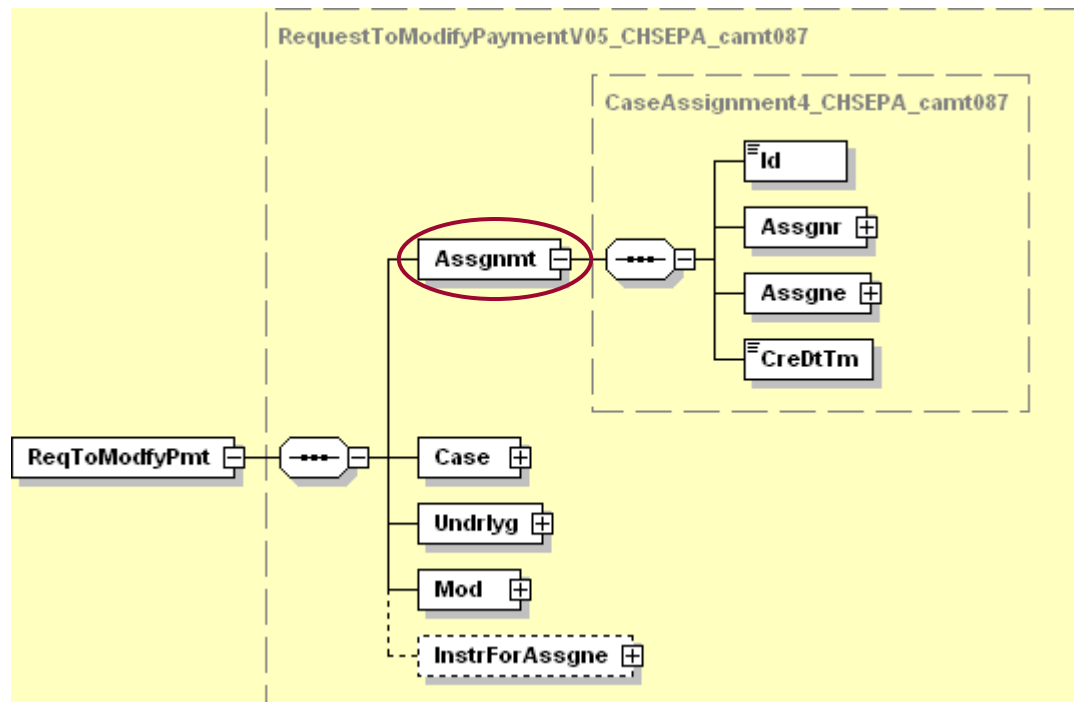 RequestToModifyPaymentV05_CHSEPA_camt087
CaseAssignment4_CHSEPA_camt087
Id
Assgnr
Assgnmt
Assgne
CreDtTm
ReqToModfyPmt
Case
Undrlyg
Mod
InstrForAssgne